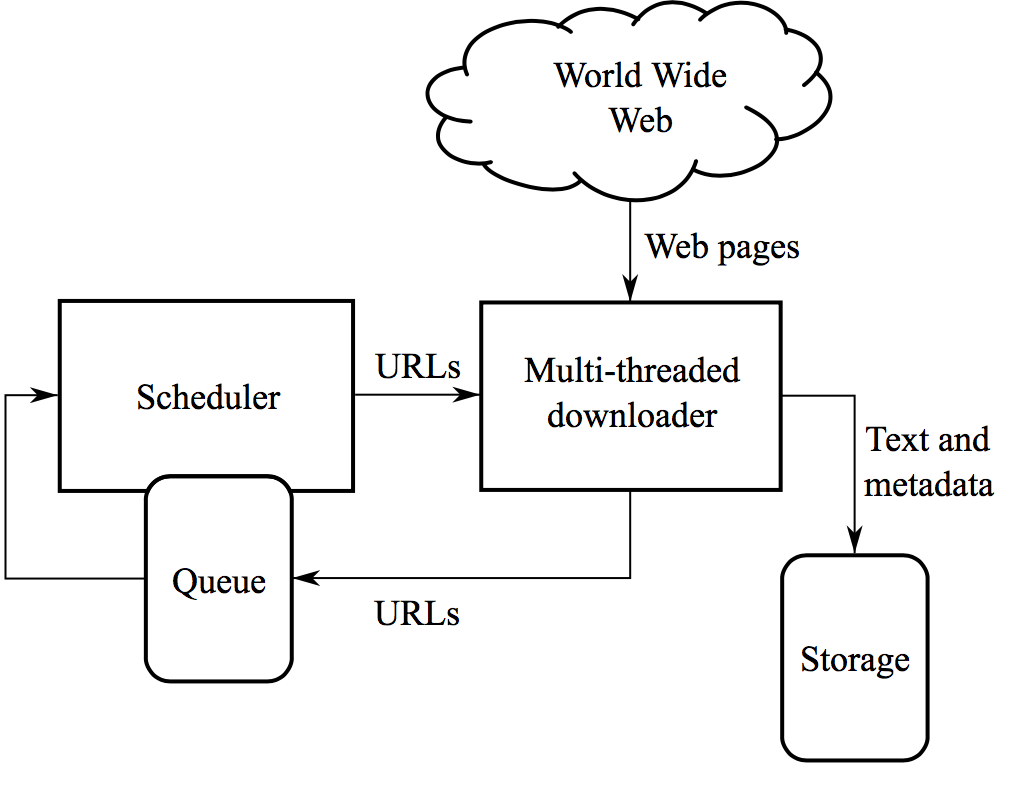 World Wide
Web
Web pages
Scheduler
URLs
Multi-threaded
downloader
Text and
metadata
Queue
URLs
Storage